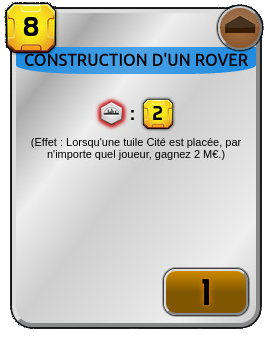 8
CONSTRUCTION D'UN ROVER
: 2
(Effet : Lorsqu'une tuile Cité est placée, par
n'importe quel joueur, gagnez 2 M€.)
1